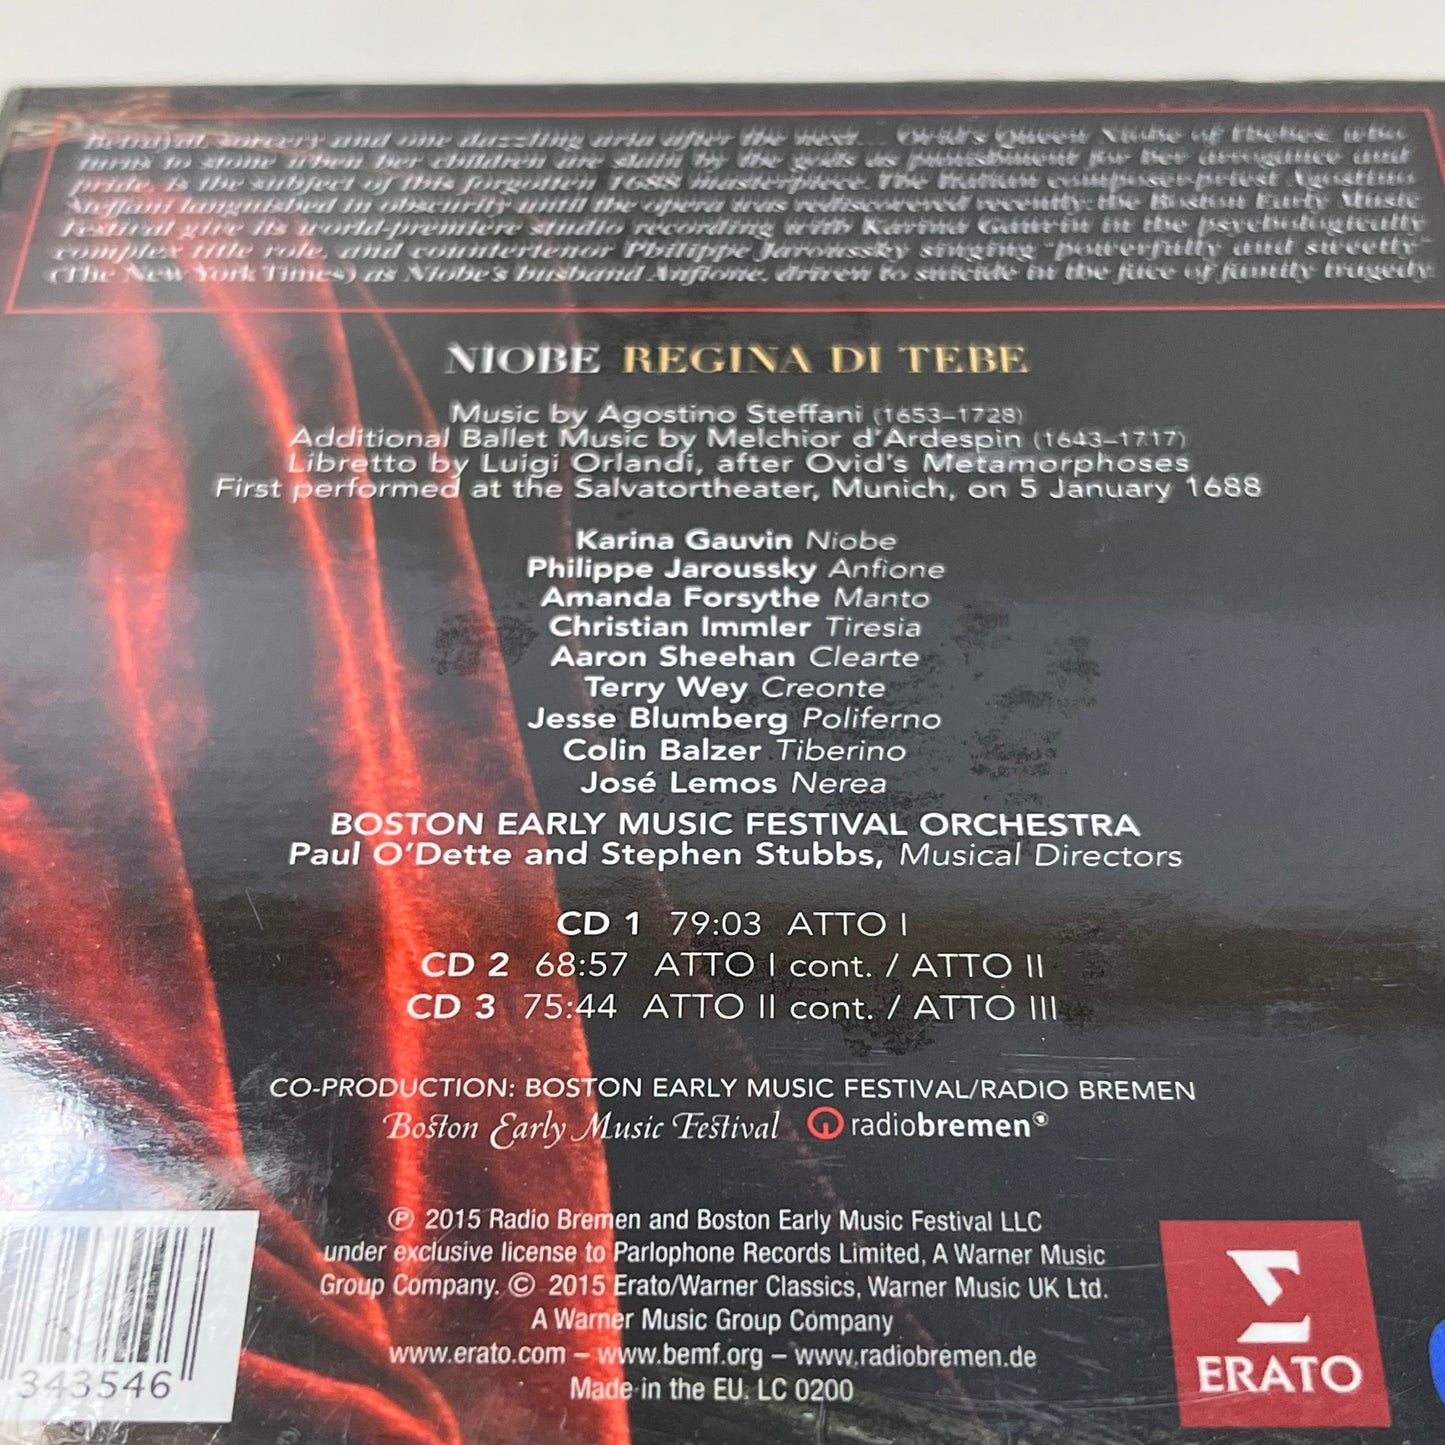 Betrayal, sorcery and one dazzling aria after the next... Ovid's Queen Niobe of Thebes, who
turns to stone when her children are slain by the gods as punishment for her arrogance and
pride, is the subject of this forgotten 1688 masterpiece. The Italian composer-priest Agostino
Steffani languished in obscurity until the opera was rediscovered recently: the Boston Early Music
Festival give its world-premiere studio recording with Karina Gauvin in the psychologically
complex title role, and countertenor Philippe Jaroussky singing "powerfully and sweetly"
(The New York Times) as Niobe's husband Anfione, driven to suicide in the face of family tragedy.
NIOBE REGINA DI TEBE
Music by Agostino Steffani (1653–1728)
Additional Ballet Music by Melchior d'Ardespin (1643–1717)
Libretto by Luigi Orlandi, after Ovid's Metamorphoses
First performed at the Salvatortheater, Munich, on 5 January 1688
Karina Gauvin Niobe
Philippe Jaroussky Anfione
Amanda Forsythe Manto
Christian Immler Tiresia
Aaron Sheehan Clearte
Terry Wey Creonte
Jesse Blumberg Poliferno
Colin Balzer Tiberino
José Lemos Nerea
BOSTON EARLY MUSIC FESTIVAL ORCHESTRA
Paul O'Dette and Stephen Stubbs, Musical Directors
CD 1 79:03 ATTO I
CD 2 68:57 ATTO I cont. / ATTO II
CD 3 75:44 ATTO II cont. / ATTO III
CO-PRODUCTION: BOSTON EARLY MUSIC FESTIVAL/RADIO BREMEN
Boston Early Music Festival radiobremen
℗ 2015 Radio Bremen and Boston Early Music Festival LLC
under exclusive license to Parlophone Records Limited, A Warner Music
Group Company. © 2015 Erato/Warner Classics, Warner Music UK Ltd.
A Warner Music Group Company
www.erato.com – www.bemf.org – www.radiobremen.de
Made in the EU. LC 0200
343546
ERATO